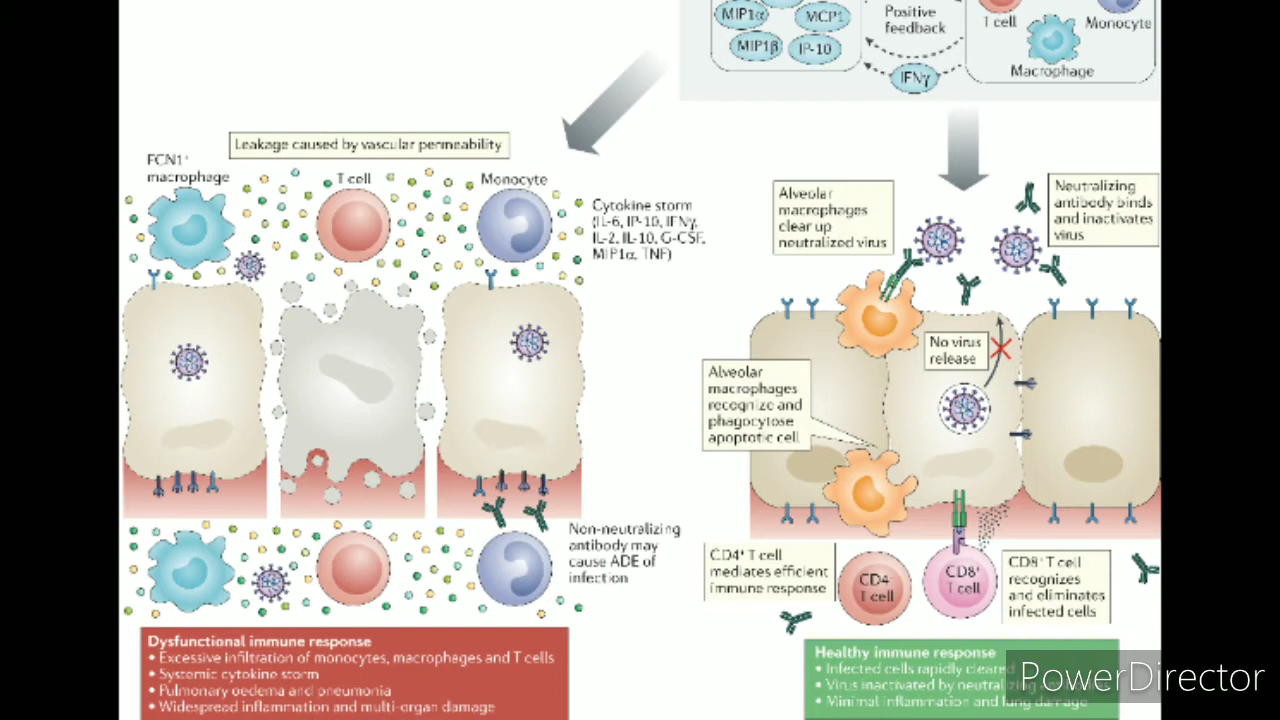 MIP1α
MCP1
MIP1β
IP-10
Positive
feedback
IFNγ
T cell
Monocyte
Macrophage
Leakage caused by vascular permeability
FCN1⁺
macrophage
T cell
Monocyte
Cytokine storm
(IL-6, IP-10, IFNγ,
IL-2, IL-10, G-CSF,
MIP1α, TNF)
Non-neutralizing
antibody may
cause ADE of
infection
Dysfunctional immune response
• Excessive infiltration of monocytes, macrophages and T cells
• Systemic cytokine storm
• Pulmonary oedema and pneumonia
• Widespread inflammation and multi-organ damage
Alveolar
macrophages
clear up
neutralized virus
Neutralizing
antibody binds
and inactivates
virus
No virus
release
Alveolar
macrophages
recognize and
phagocytose
apoptotic cell
CD4⁺ T cell
mediates efficient
immune response
CD4⁺
T cell
CD8⁺
T cell
CD8⁺ T cell
recognizes
and eliminates
infected cells
Healthy immune response
• Infected cells rapidly cleared
• Virus inactivated by neutralizing
• Minimal inflammation and lung damage
PowerDirector